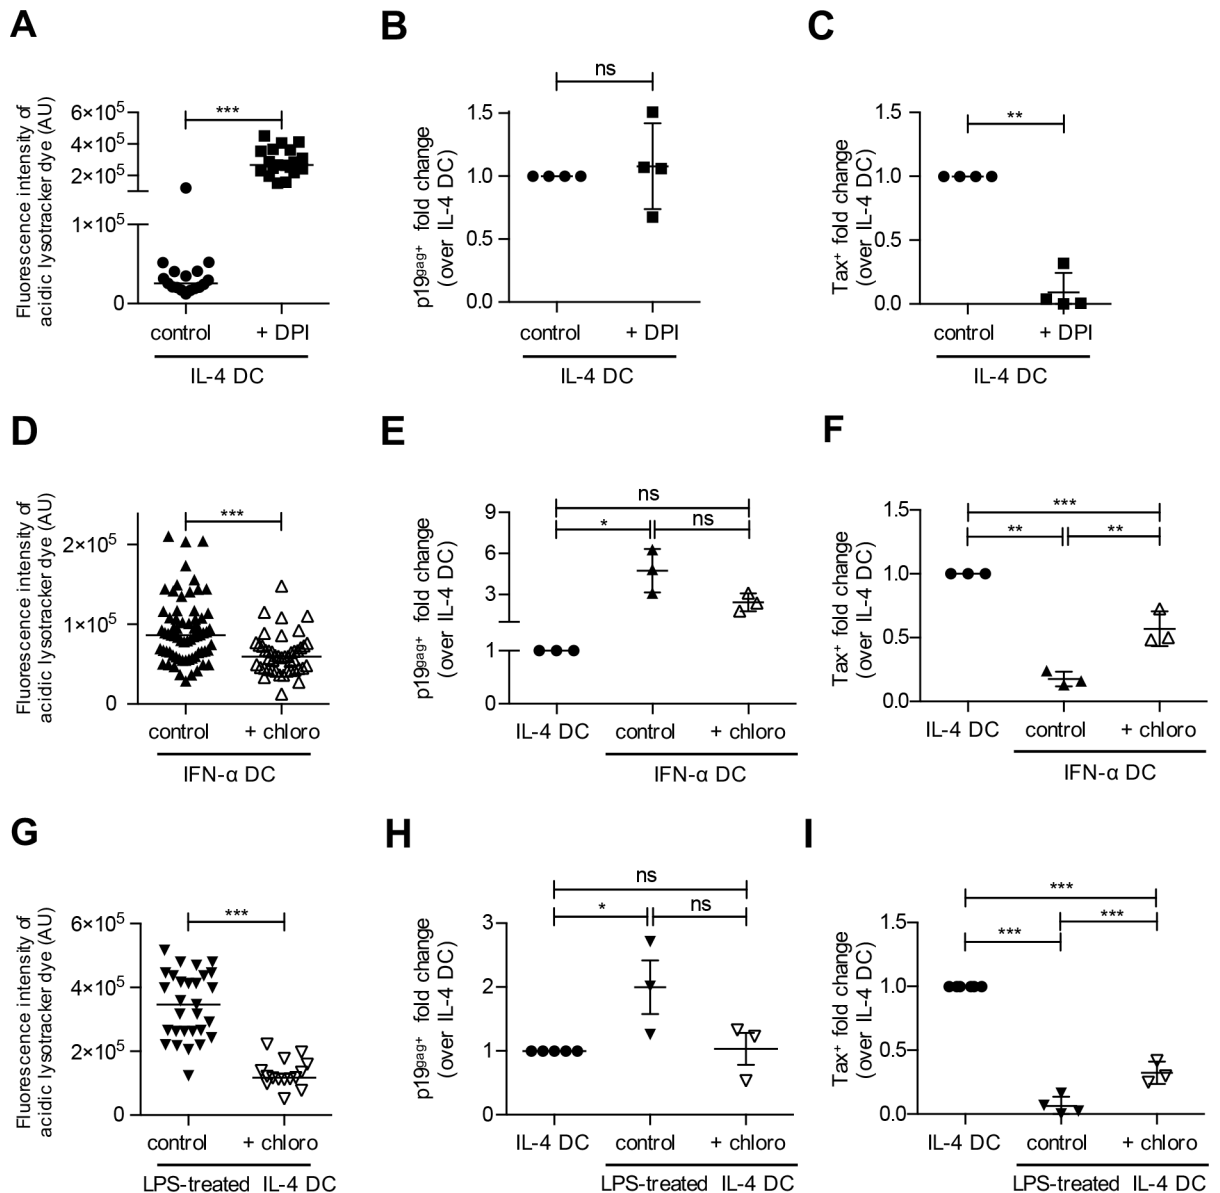 A
Fluorescence intensity of
acidic lysotracker dye (AU)
6×10⁵
4×10⁵
2×10⁵
1×10⁵
0
***
control
+ DPI
IL-4 DC
B
p19gag+ fold change
(over IL-4 DC)
1.5
1.0
0.5
0.0
ns
control
+ DPI
IL-4 DC
C
Tax+ fold change
(over IL-4 DC)
1.5
1.0
0.5
0.0
**
control
+ DPI
IL-4 DC
D
Fluorescence intensity of
acidic lysotracker dye (AU)
2×10⁵
1×10⁵
0
***
control
+ chloro
IFN-α DC
E
p19gag+ fold change
(over IL-4 DC)
9
6
3
1
0
ns
*
ns
IL-4 DC
control
+ chloro
IFN-α DC
F
Tax+ fold change
(over IL-4 DC)
1.5
1.0
0.5
0.0
***
**
**
IL-4 DC
control
+ chloro
IFN-α DC
G
Fluorescence intensity of
acidic lysotracker dye (AU)
6×10⁵
4×10⁵
2×10⁵
0
***
control
+ chloro
LPS-treated IL-4 DC
H
p19gag+ fold change
(over IL-4 DC)
3
2
1
0
ns
*
ns
IL-4 DC
control
+ chloro
LPS-treated IL-4 DC
I
Tax+ fold change
(over IL-4 DC)
1.5
1.0
0.5
0.0
***
***
***
IL-4 DC
control
+ chloro
LPS-treated IL-4 DC